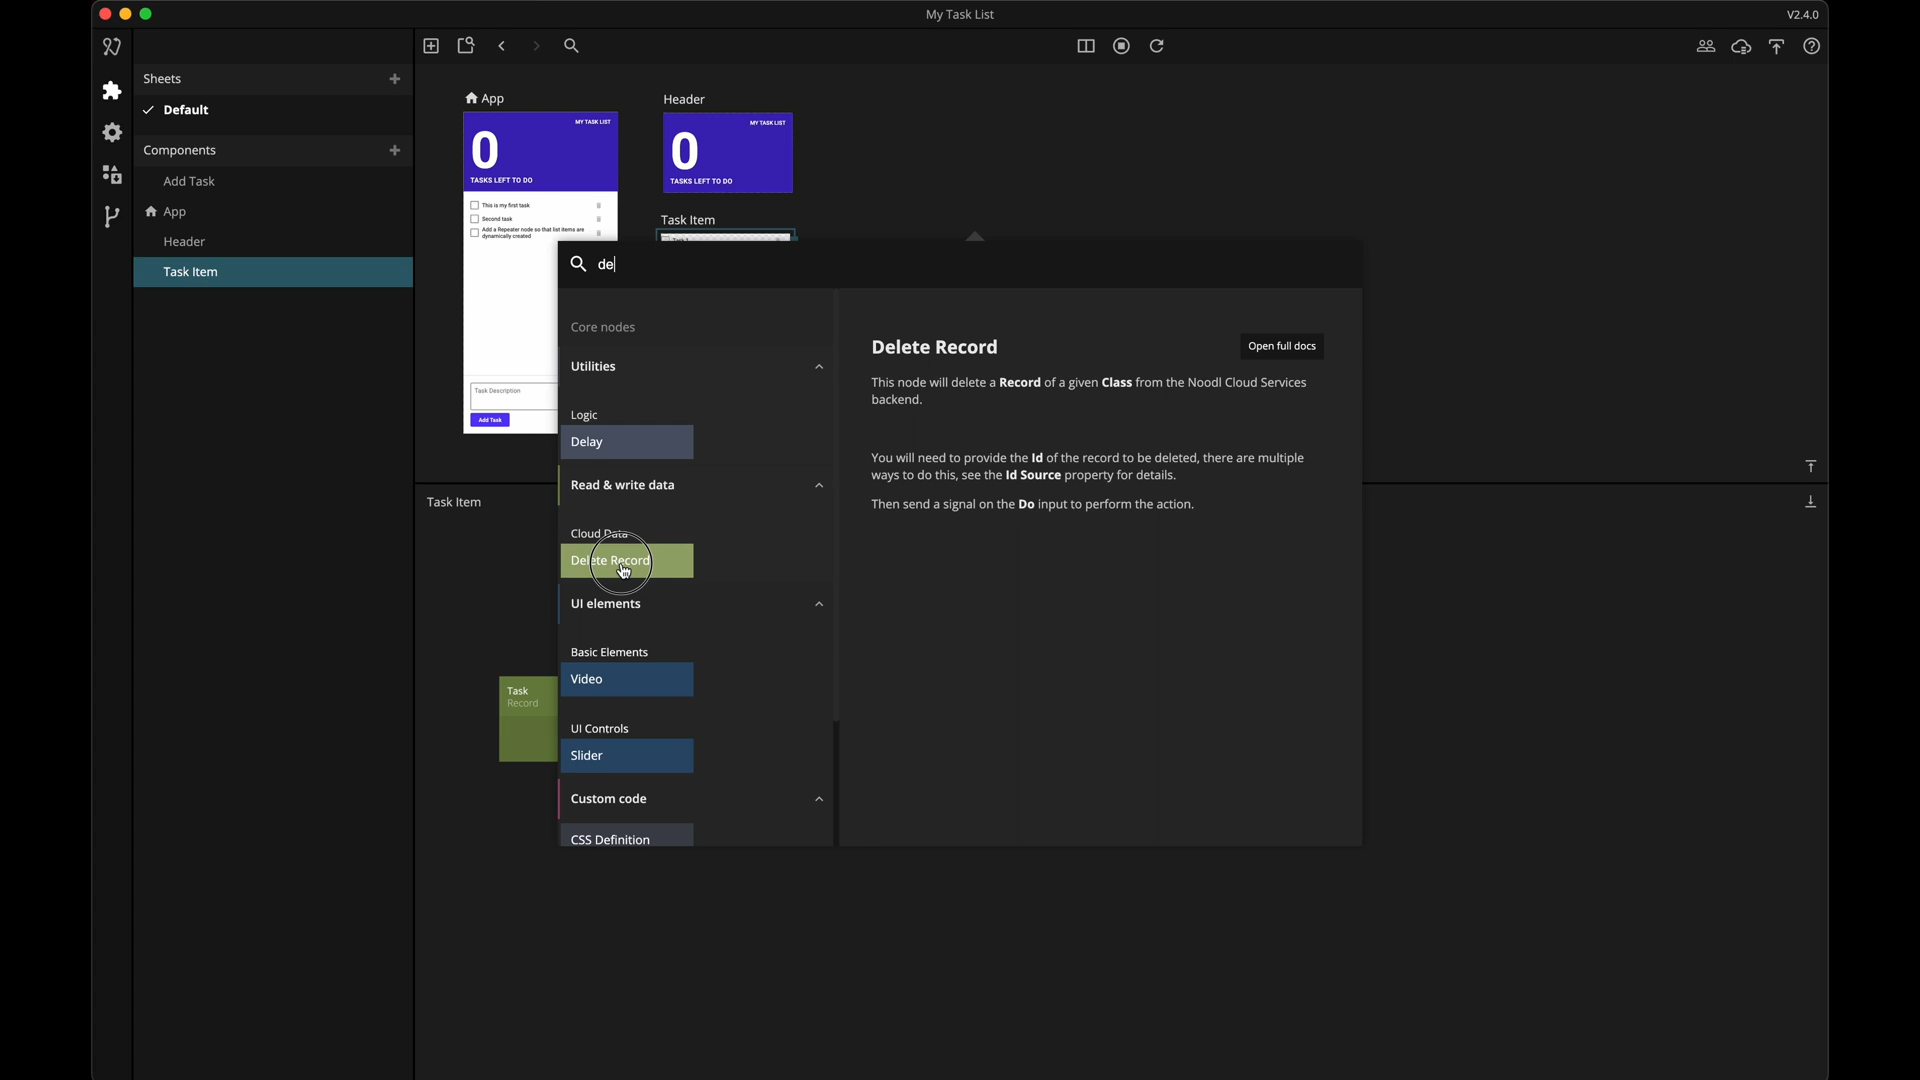 My Task List
V2.4.0
Sheets
Default
Components
Add Task
App
Header
Task Item
App
MY TASK LIST
0
TASKS LEFT TO DO
This is my first task
Second task
Add a Repeater node so that list items are
dynamically created
Task Description
Add Task
Header
MY TASK LIST
0
TASKS LEFT TO DO
Task Item
de
Core nodes
Utilities
Logic
Delay
Read & write data
Cloud Data
Delete Record
UI elements
Basic Elements
Video
UI Controls
Slider
Custom code
CSS Definition
Delete Record
Open full docs
This node will delete a Record of a given Class from the Noodl Cloud Services
backend.
You will need to provide the Id of the record to be deleted, there are multiple
ways to do this, see the Id Source property for details.
Then send a signal on the Do input to perform the action.
Task Item
Task
Record